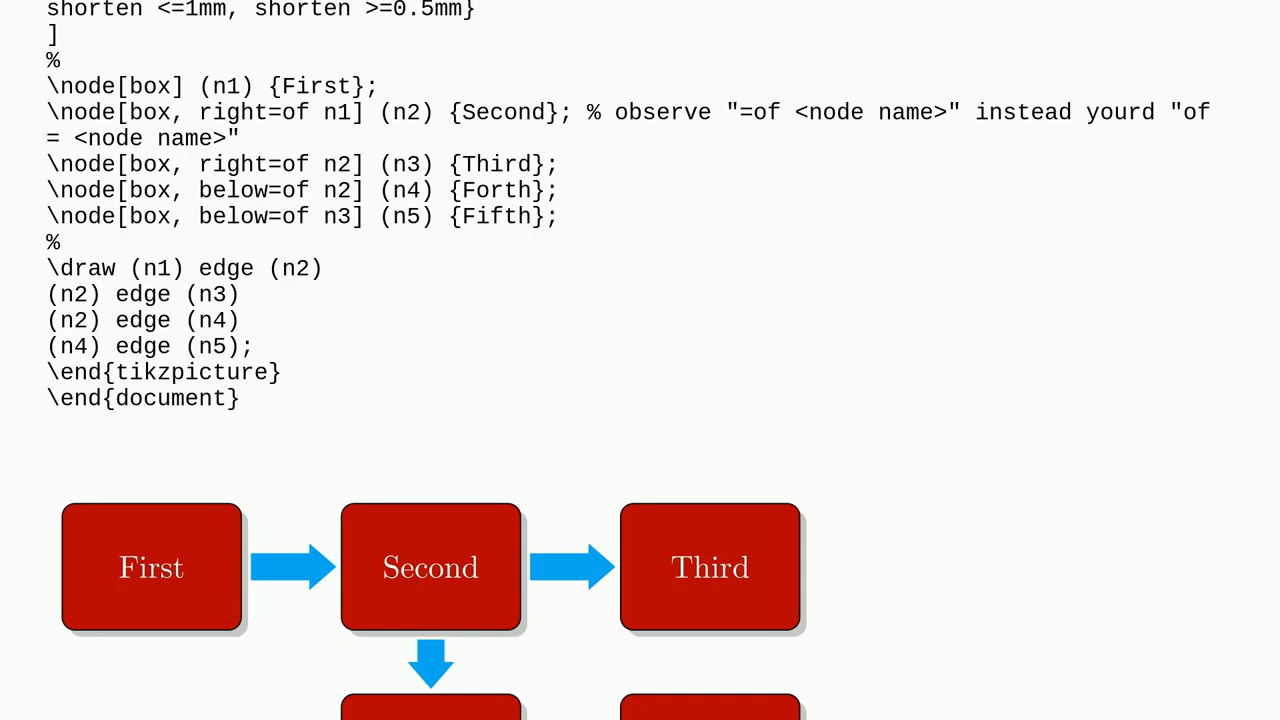 shorten <=1mm, shorten >=0.5mm}
]
%
\node[box] (n1) {First};
\node[box, right=of n1] (n2) {Second}; % observe "=of <node name>" instead yourd "of
= <node name>"
\node[box, right=of n2] (n3) {Third};
\node[box, below=of n2] (n4) {Forth};
\node[box, below=of n3] (n5) {Fifth};
%
\draw (n1) edge (n2)
(n2) edge (n3)
(n2) edge (n4)
(n4) edge (n5);
\end{tikzpicture}
\end{document}
First
Second
Third